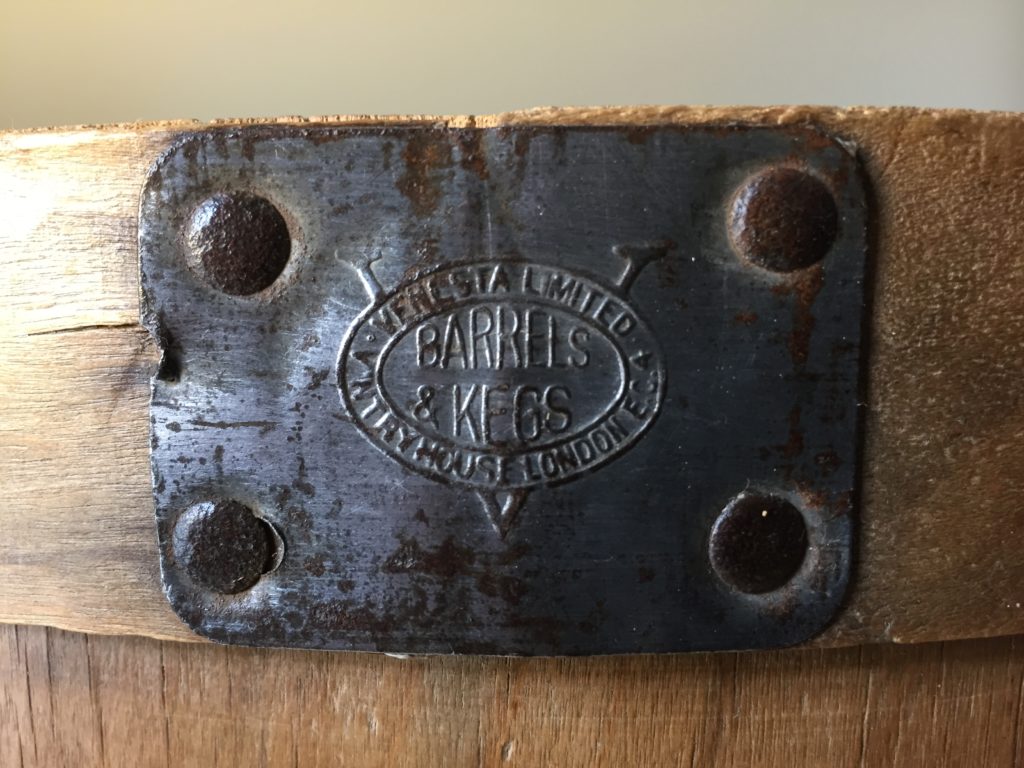 VENESTA LIMITED
BARRELS
& KEGS
VINTRY HOUSE LONDON E.C.4